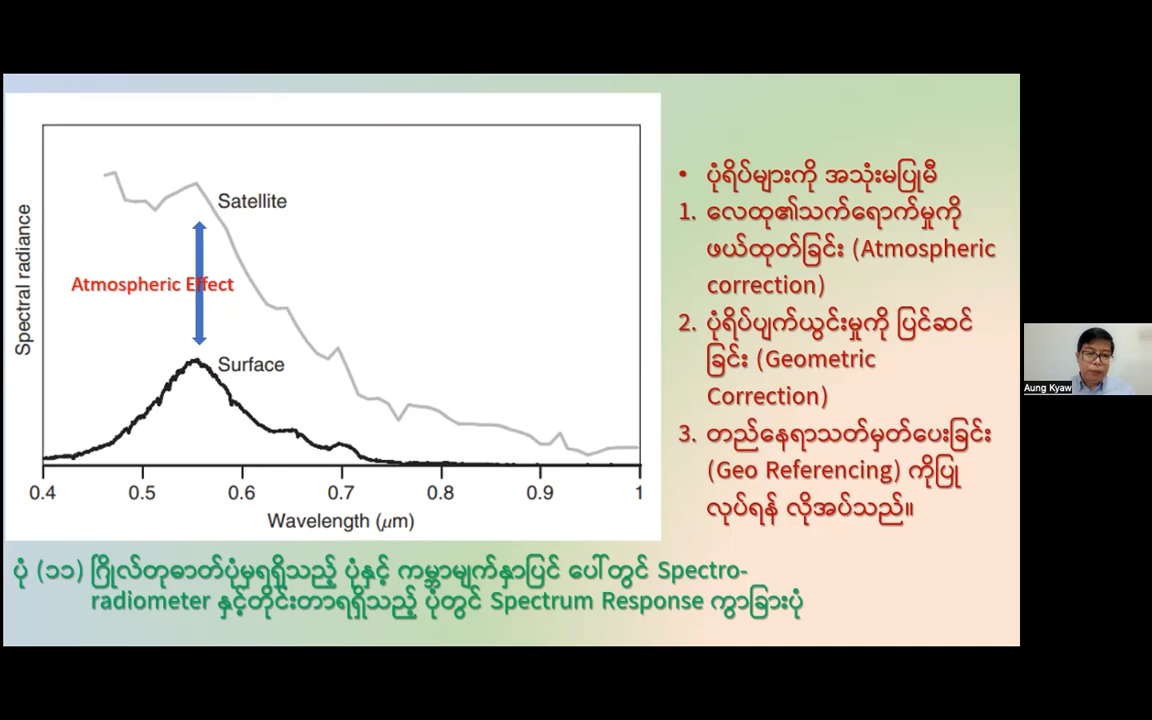 Satellite
Atmospheric Effect
Surface
Spectral radiance
0.4 0.5 0.6 0.7 0.8 0.9 1
Wavelength (μm)
• ပုံရိပ်များကို အသုံးမပြုမီ
1. လေထု၏သက်ရောက်မှုကို
ဖယ်ထုတ်ခြင်း (Atmospheric
correction)
2. ပုံရိပ်ပျက်ယွင်းမှုကို ပြင်ဆင်
ခြင်း (Geometric
Correction)
3. တည်နေရာသတ်မှတ်ပေးခြင်း
(Geo Referencing) ကိုပြု
လုပ်ရန် လိုအပ်သည်။
ပုံ (၁၁) ဂြိုလ်တုဓာတ်ပုံမှရရှိသည့် ပုံနှင့် ကမ္ဘာမျက်နှာပြင် ပေါ်တွင် Spectro-
radiometer နှင့်တိုင်းတာရရှိသည့် ပုံတွင် Spectrum Response ကွာခြားပုံ
Aung Kyaw